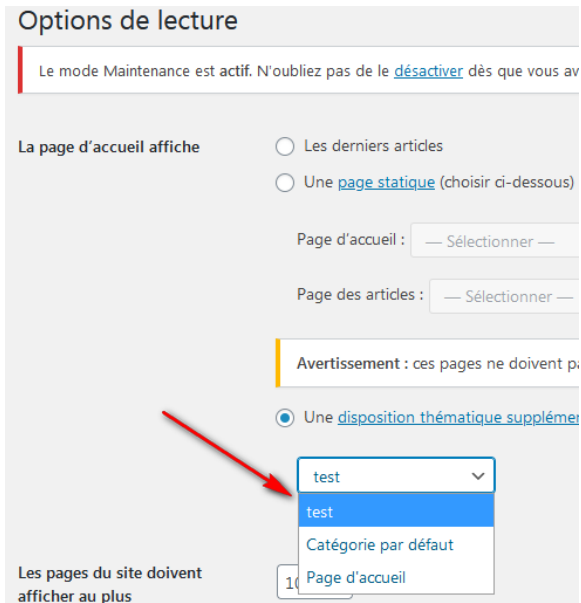 Options de lecture
Le mode Maintenance est actif. N'oubliez pas de le désactiver dès que vous av
La page d'accueil affiche
Les derniers articles
Une page statique (choisir ci-dessous)
Page d'accueil : — Sélectionner —
Page des articles : — Sélectionner —
Avertissement : ces pages ne doivent pa
Une disposition thématique supplémen
test
test
Catégorie par défaut
Page d'accueil
Les pages du site doivent
afficher au plus